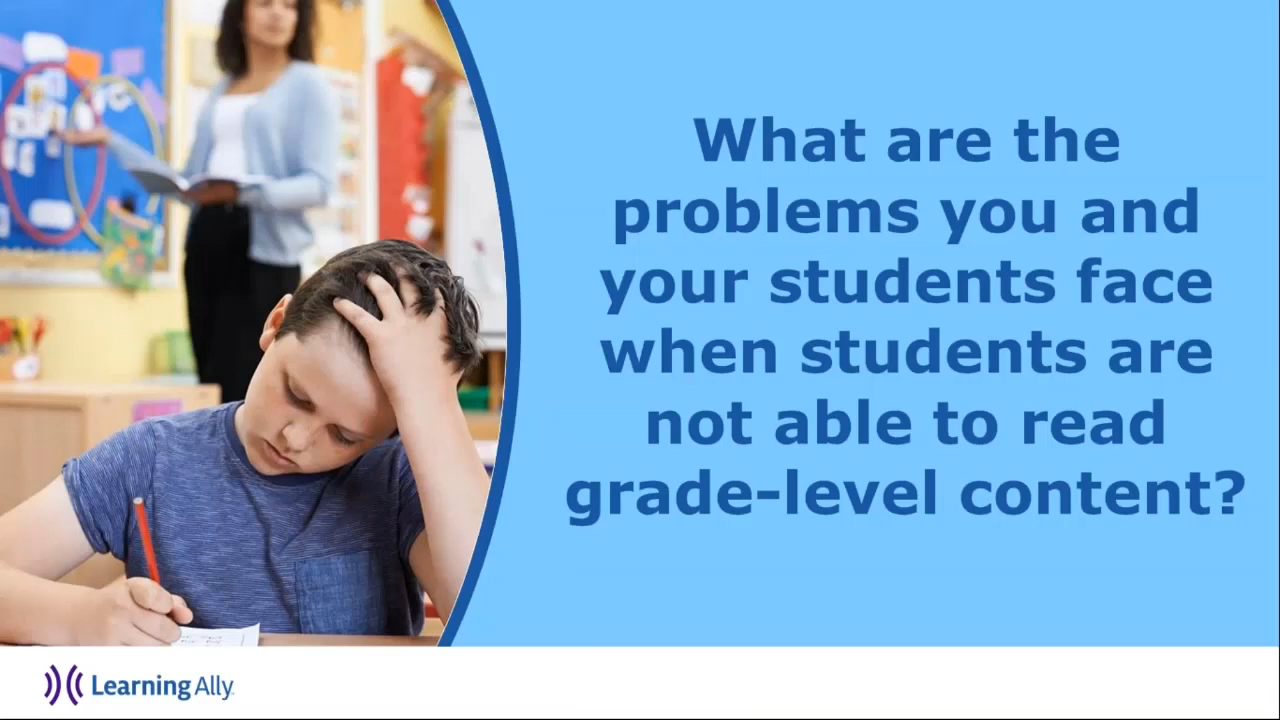 What are the
problems you and
your students face
when students are
not able to read
grade-level content?
Learning Ally